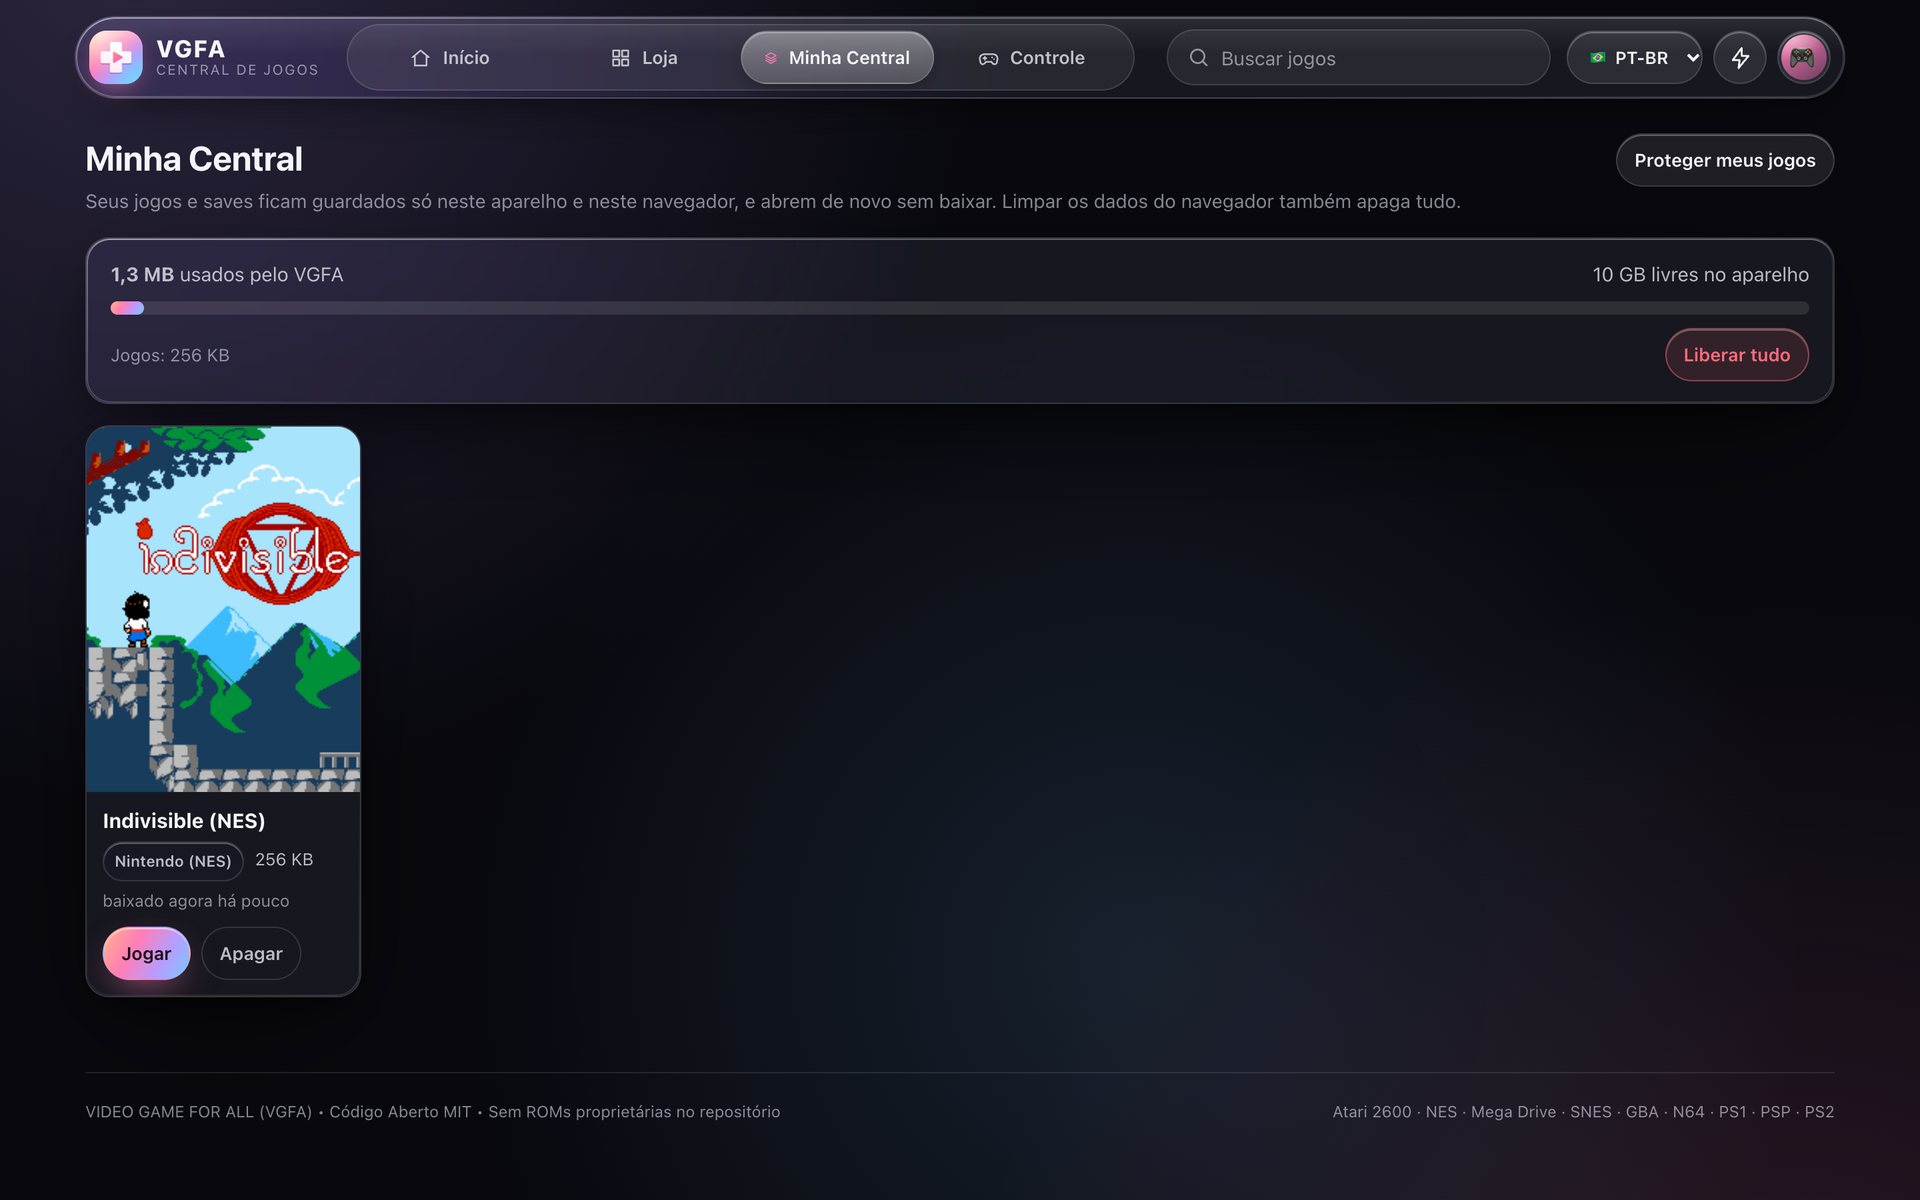 VGFA
CENTRAL DE JOGOS
Início
Loja
Minha Central
Controle
Buscar jogos
PT-BR
Minha Central
Proteger meus jogos
Seus jogos e saves ficam guardados só neste aparelho e neste navegador, e abrem de novo sem baixar. Limpar os dados do navegador também apaga tudo.
1,3 MB usados pelo VGFA
10 GB livres no aparelho
Jogos: 256 KB
Liberar tudo
indivisible
Indivisible (NES)
Nintendo (NES)
256 KB
baixado agora há pouco
Jogar
Apagar
VIDEO GAME FOR ALL (VGFA) • Código Aberto MIT • Sem ROMs proprietárias no repositório
Atari 2600 · NES · Mega Drive · SNES · GBA · N64 · PS1 · PSP · PS2